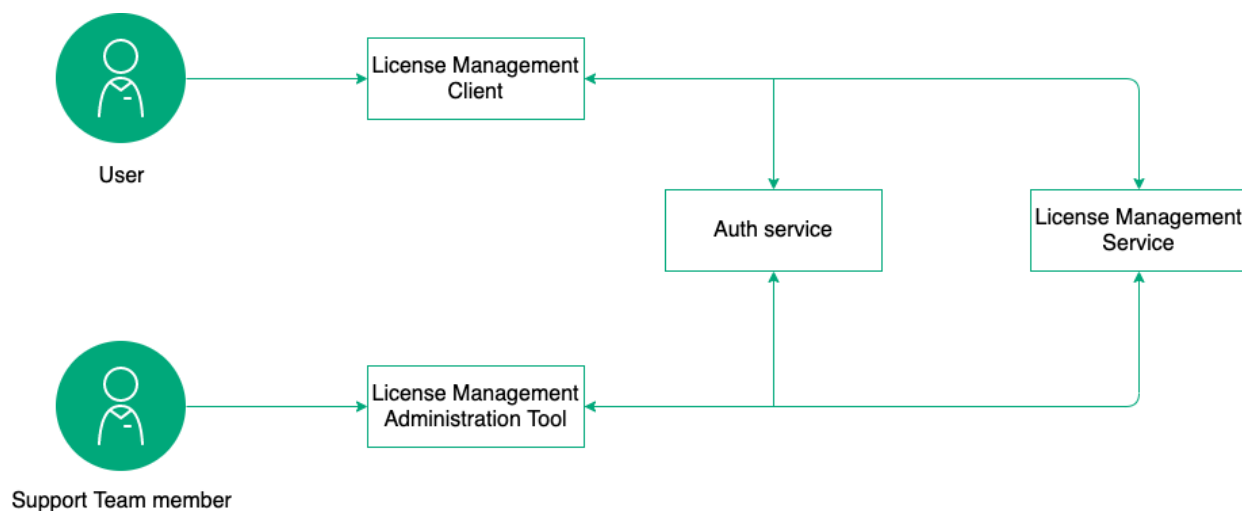 License Management
Client
User
Auth service
License Management
Service
License Management
Administration Tool
Support Team member